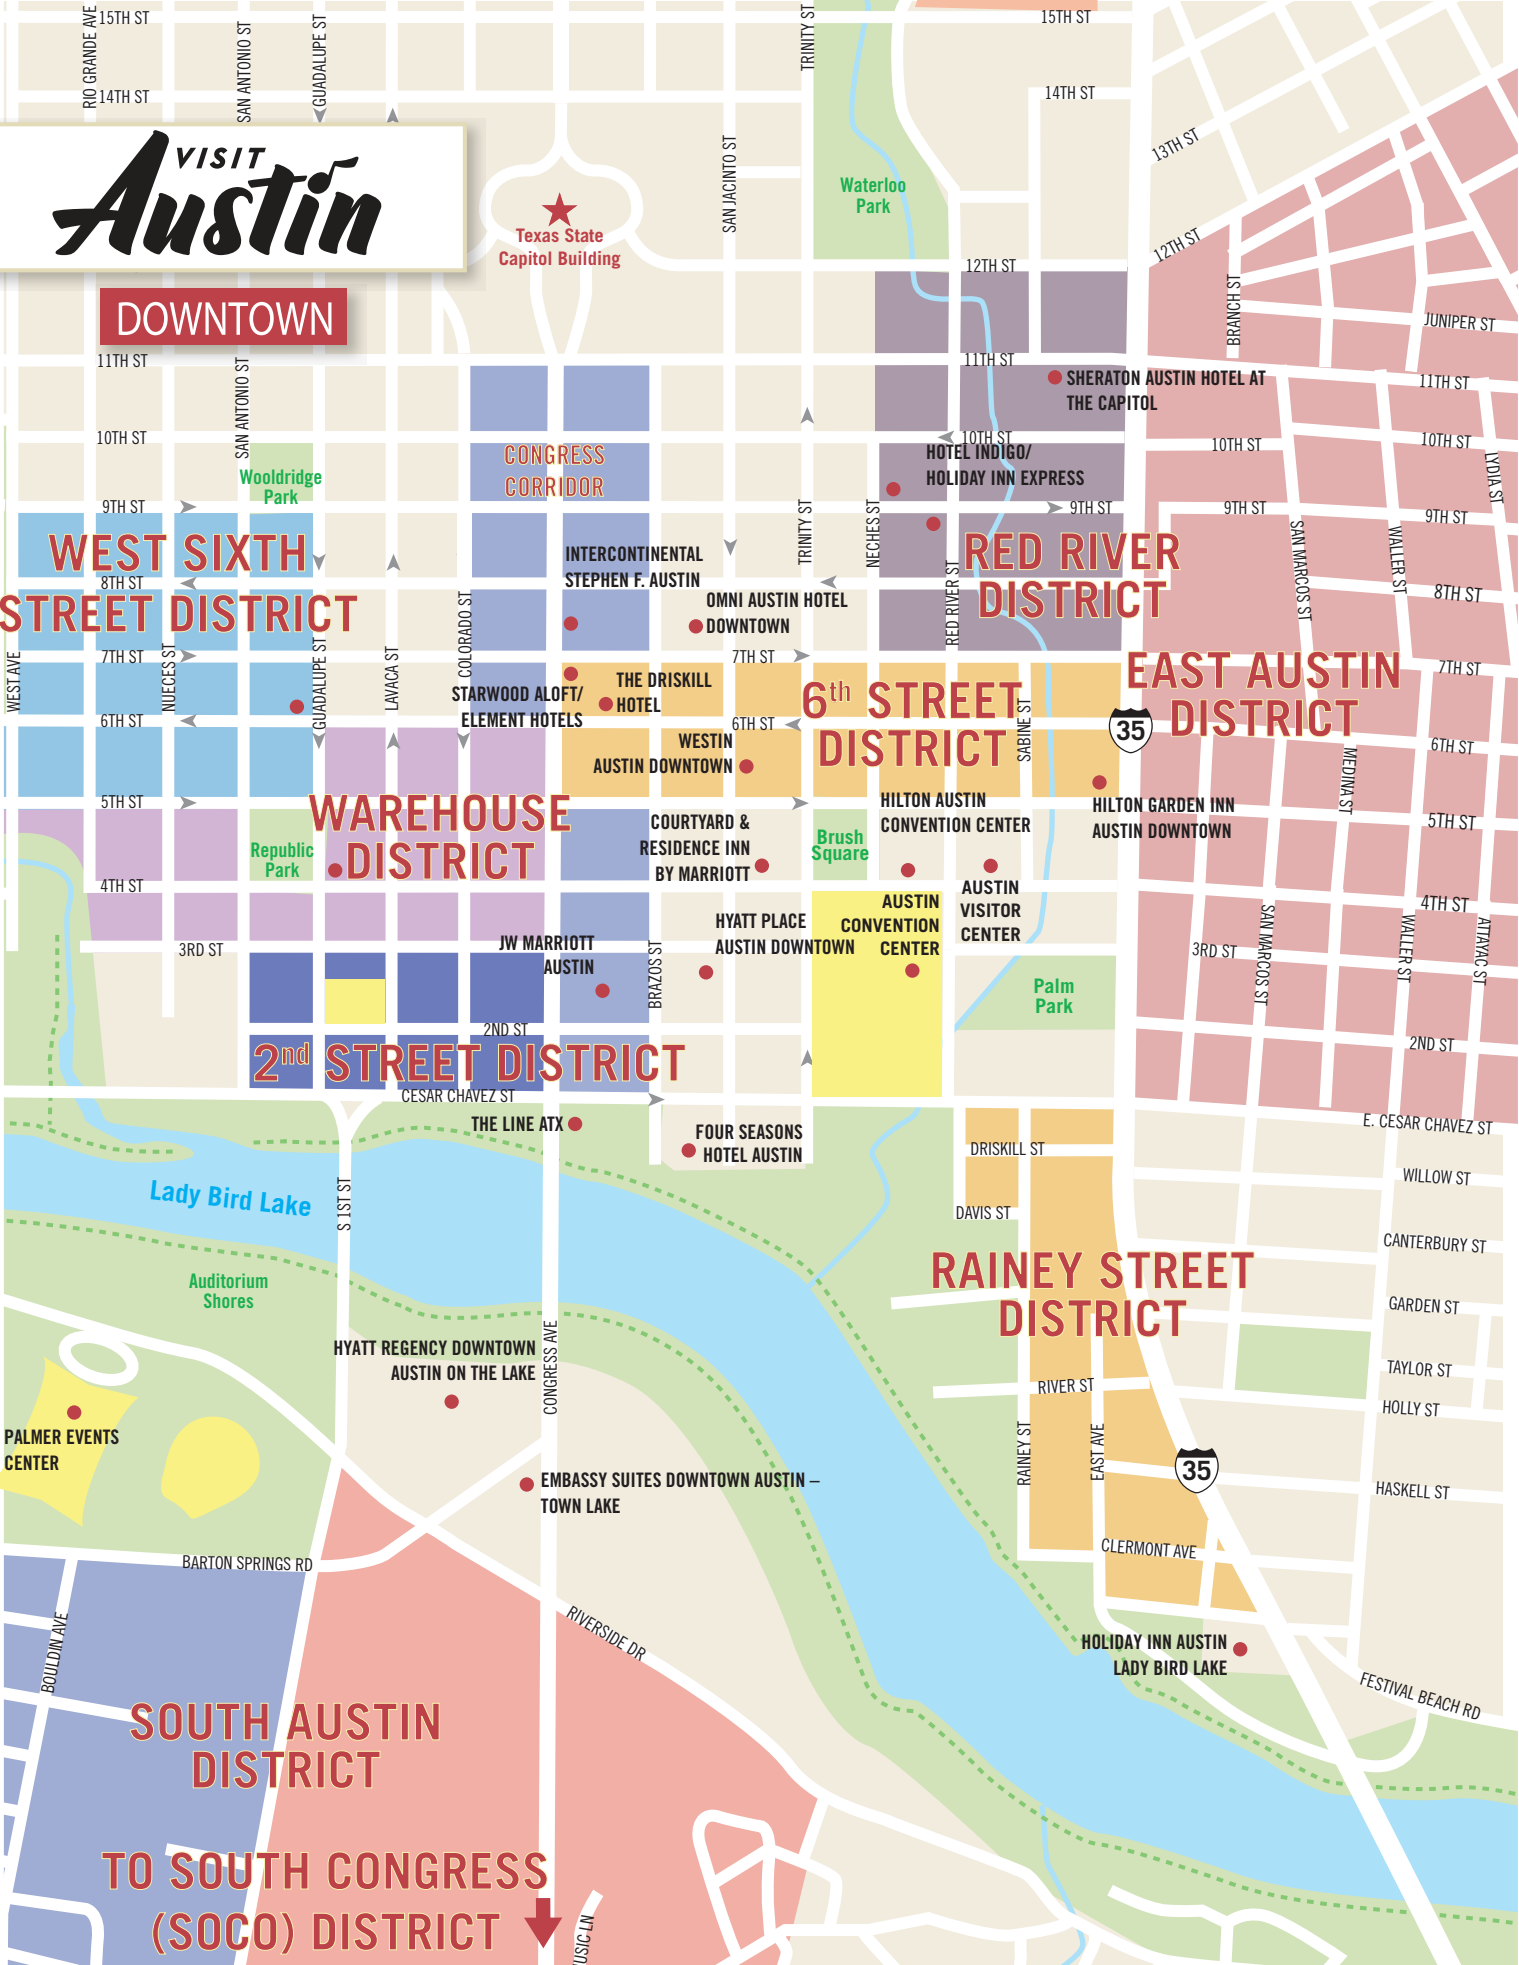 15TH ST
RIO GRANDE AVE
SAN ANTONIO ST
GUADALUPE ST
TRINITY ST
15TH ST
14TH ST
14TH ST
13TH ST
VISIT
Austin
SAN JACINTO ST
Waterloo
Park
Texas State
Capitol Building
12TH ST
12TH ST
DOWNTOWN
BRANCH ST
JUNIPER ST
11TH ST
SAN ANTONIO ST
11TH ST
11TH ST
SHERATON AUSTIN HOTEL AT
THE CAPITOL
10TH ST
10TH ST
10TH ST
10TH ST
LYDIA ST
CONGRESS
CORRIDOR
HOTEL INDIGO/
HOLIDAY INN EXPRESS
Wooldridge
Park
9TH ST
9TH ST
9TH ST
9TH ST
TRINITY ST
NECHES ST
RED RIVER ST
SAN MARCOS ST
WALLER ST
WEST SIXTH
STREET DISTRICT
8TH ST
8TH ST
INTERCONTINENTAL
STEPHEN F. AUSTIN
RED RIVER
DISTRICT
OMNI AUSTIN HOTEL
DOWNTOWN
WEST AVE
NUECES ST
GUADALUPE ST
LAVACA ST
COLORADO ST
7TH ST
7TH ST
7TH ST
EAST AUSTIN
DISTRICT
STARWOOD ALOFT/
ELEMENT HOTELS
THE DRISKILL
HOTEL
6th STREET
DISTRICT
SABINE ST
35
6TH ST
6TH ST
6TH ST
MEDINA ST
WESTIN
AUSTIN DOWNTOWN
5TH ST
5TH ST
WAREHOUSE
DISTRICT
COURTYARD &
RESIDENCE INN
BY MARRIOTT
HILTON AUSTIN
CONVENTION CENTER
HILTON GARDEN INN
AUSTIN DOWNTOWN
Brush
Square
Republic
Park
4TH ST
4TH ST
AUSTIN
VISITOR
CENTER
AUSTIN
CONVENTION
CENTER
HYATT PLACE
AUSTIN DOWNTOWN
3RD ST
3RD ST
JW MARRIOTT
AUSTIN
BRAZOS ST
SAN MARCOS ST
WALLER ST
ATTAYAC ST
Palm
Park
2ND ST
2ND ST
2nd STREET DISTRICT
CESAR CHAVEZ ST
THE LINE ATX
FOUR SEASONS
HOTEL AUSTIN
E. CESAR CHAVEZ ST
DRISKILL ST
WILLOW ST
Lady Bird Lake
S 1ST ST
DAVIS ST
CANTERBURY ST
Auditorium
Shores
RAINEY STREET
DISTRICT
GARDEN ST
HYATT REGENCY DOWNTOWN
AUSTIN ON THE LAKE
CONGRESS AVE
TAYLOR ST
RIVER ST
HOLLY ST
PALMER EVENTS
CENTER
RAINEY ST
EAST AVE
35
EMBASSY SUITES DOWNTOWN AUSTIN –
TOWN LAKE
HASKELL ST
BARTON SPRINGS RD
CLERMONT AVE
BOULDIN AVE
RIVERSIDE DR
HOLIDAY INN AUSTIN
LADY BIRD LAKE
FESTIVAL BEACH RD
SOUTH AUSTIN
DISTRICT
TO SOUTH CONGRESS
(SOCO) DISTRICT
USIC LN